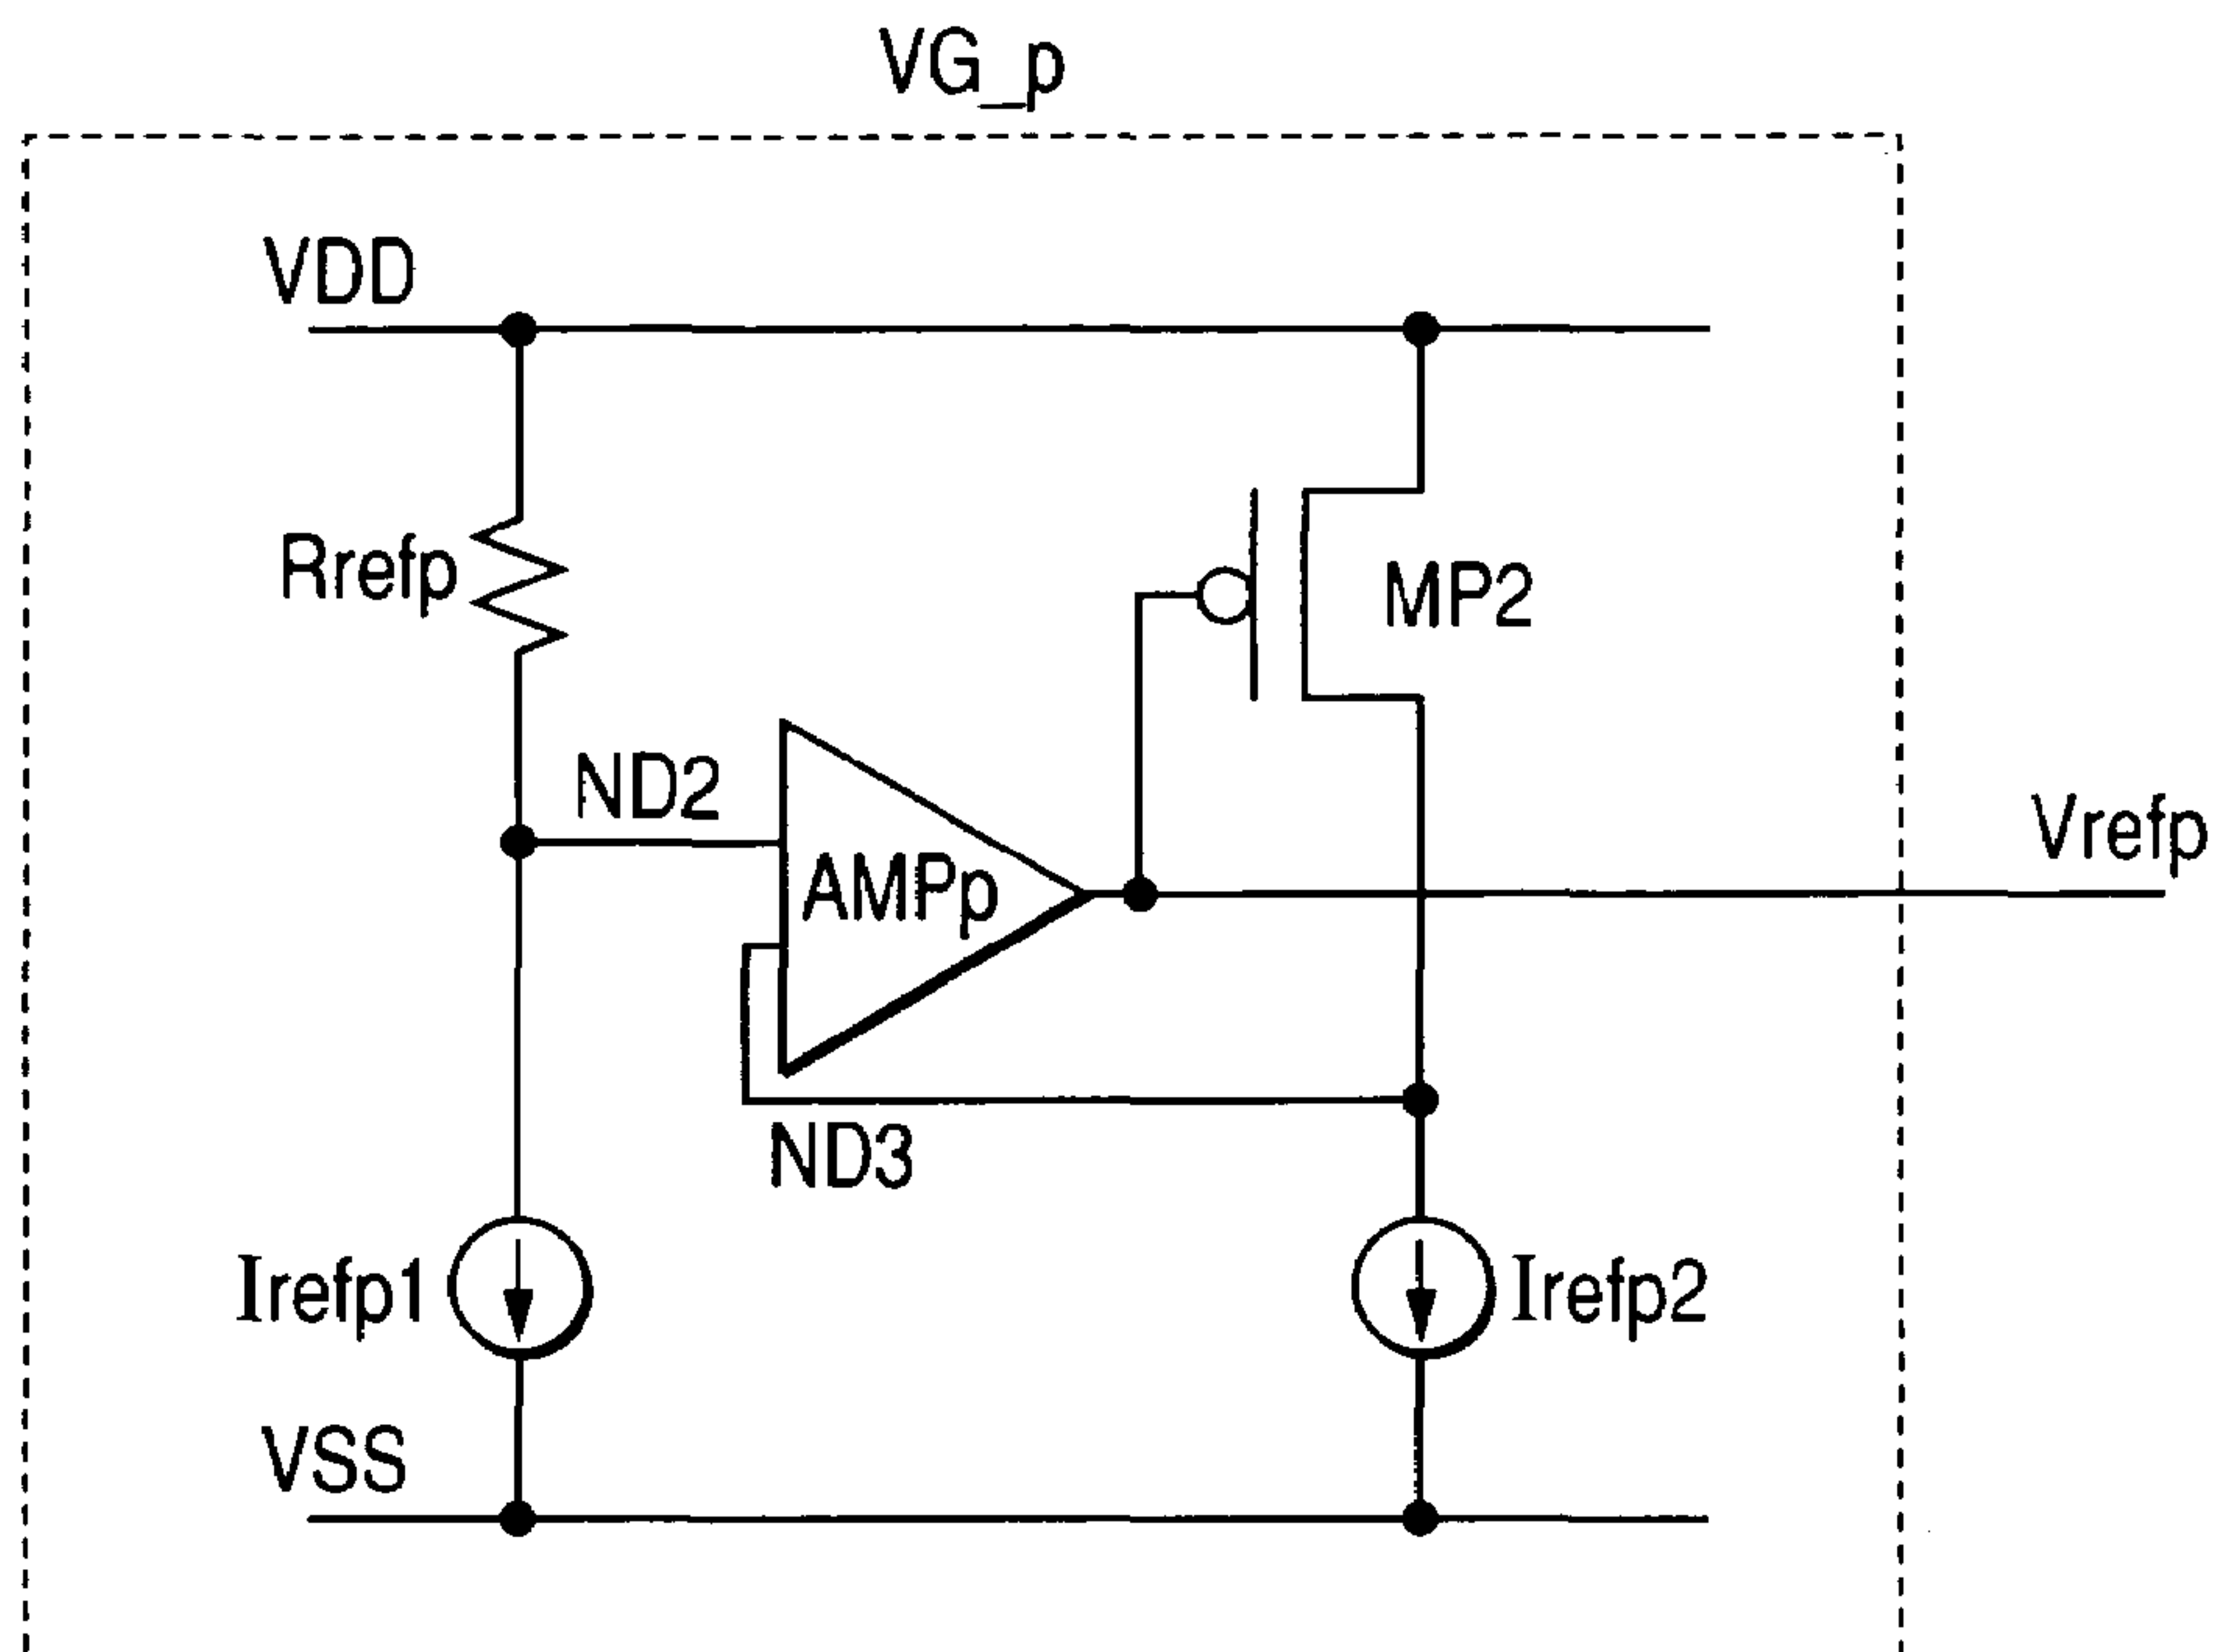 VG_p
VDD
Rrefp
MP2
ND2
AMPp
Vrefp
ND3
Irefp1
Irefp2
VSS